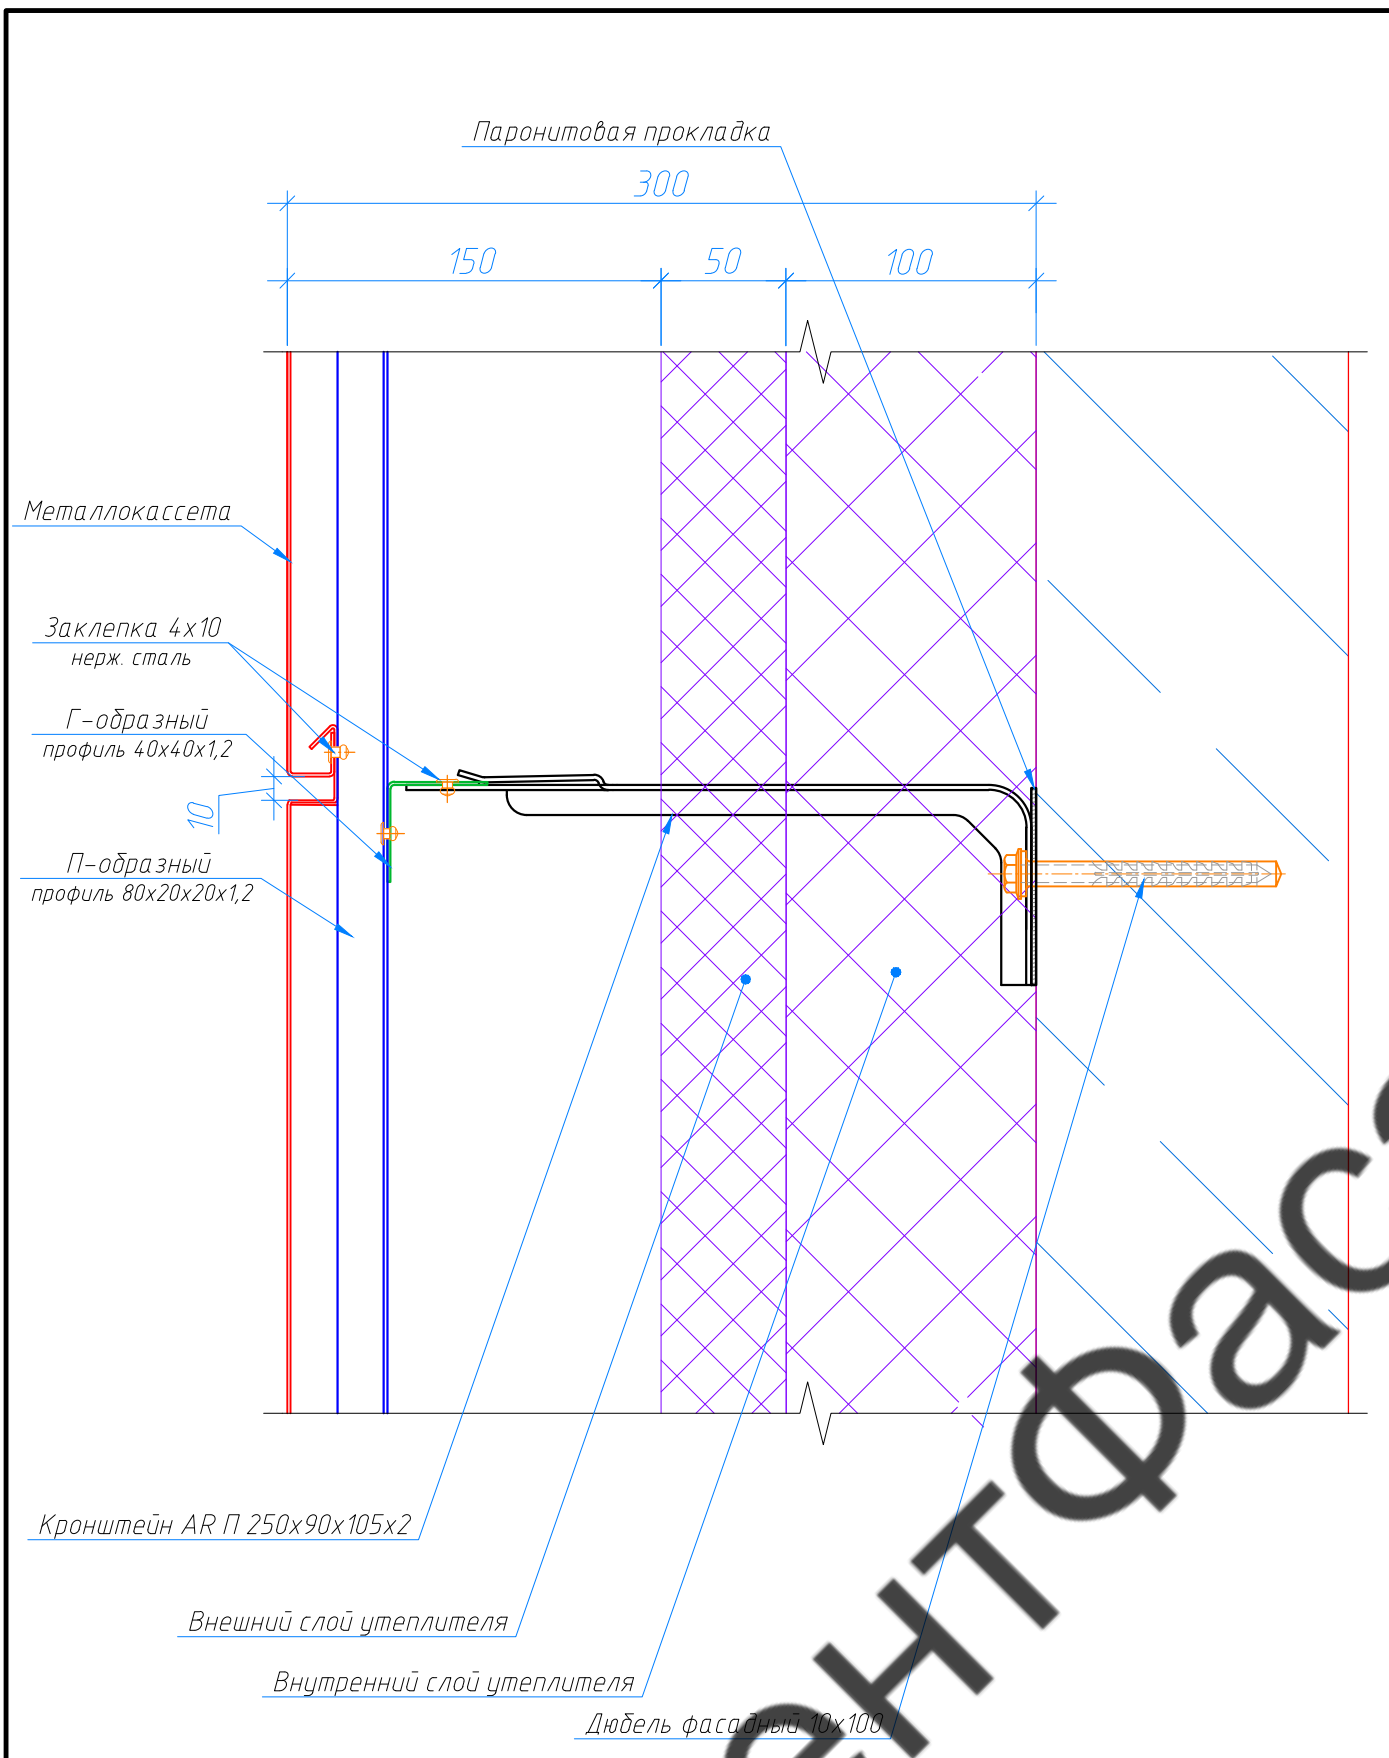 Паронитовая прокладка
300
150
50
100
Металлокассета
Заклепка 4х10
нерж. сталь
Г-образный
профиль 40х40х1,2
10
П-образный
профиль 80х20х20х1,2
Кронштейн AR П 250х90х105х2
Внешний слой утеплителя
Внутренний слой утеплителя
Дюбель фасадный 10х100
ентфас